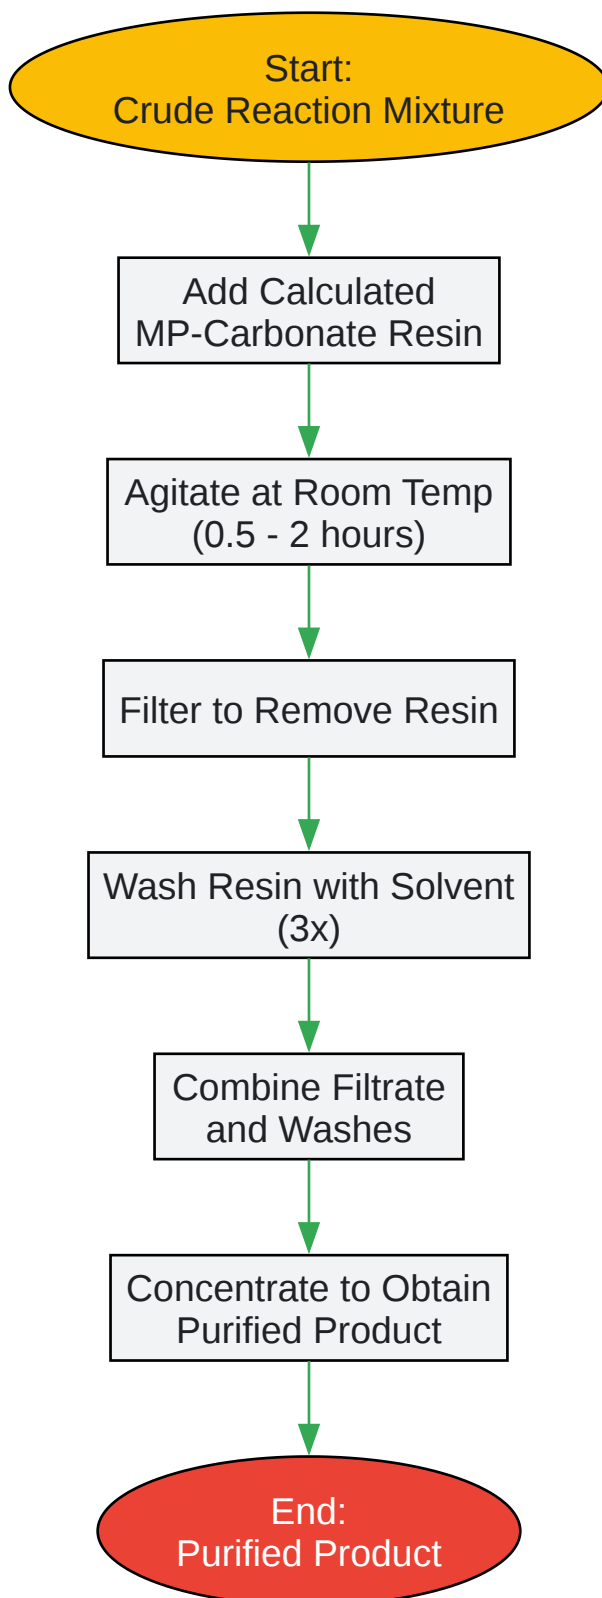 Start:
Crude Reaction Mixture
Add Calculated
MP-Carbonate Resin
Agitate at Room Temp
(0.5 - 2 hours)
Filter to Remove Resin
Wash Resin with Solvent
(3x)
Combine Filtrate
and Washes
Concentrate to Obtain
Purified Product
End:
Purified Product